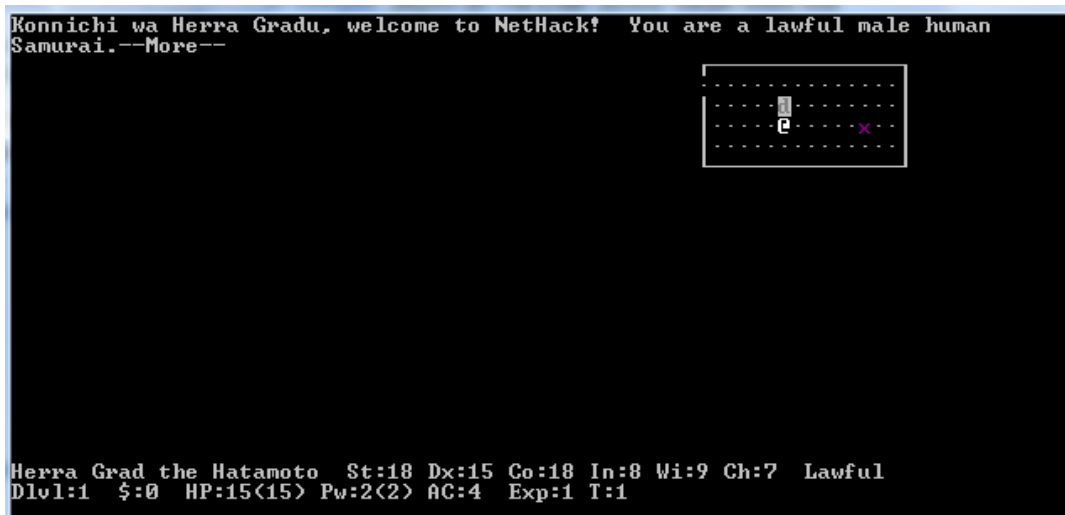 Konnichi wa Herra Gradu, welcome to NetHack!  You are a lawful male human
Samurai.--More--
- - - - - - - - - - - - - -
|- - - - - d - - - - - - - -
|- - - - - @ - - - - - x - -
|- - - - - - - - - - - - - -
Herra Grad the Hatamoto  St:18 Dx:15 Co:18 In:8 Wi:9 Ch:7  Lawful
Dlvl:1  $:0  HP:15(15) Pw:2(2) AC:4  Exp:1 T:1